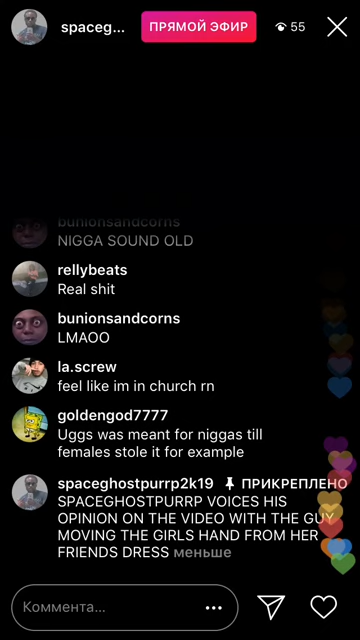 spaceg...
ПРЯМОЙ ЭФИР
55
bunionsandcorns
NIGGA SOUND OLD
rellybeats
Real shit
bunionsandcorns
LMAOO
la.screw
feel like im in church rn
goldengod7777
Uggs was meant for niggas till
females stole it for example
spaceghostpurrp2k19 ПРИКРЕПЛЕНО
SPACEGHOSTPURRP VOICES HIS
OPINION ON THE VIDEO WITH THE GUY
MOVING THE GIRLS HAND FROM HER
FRIENDS DRESS меньше
Коммента...